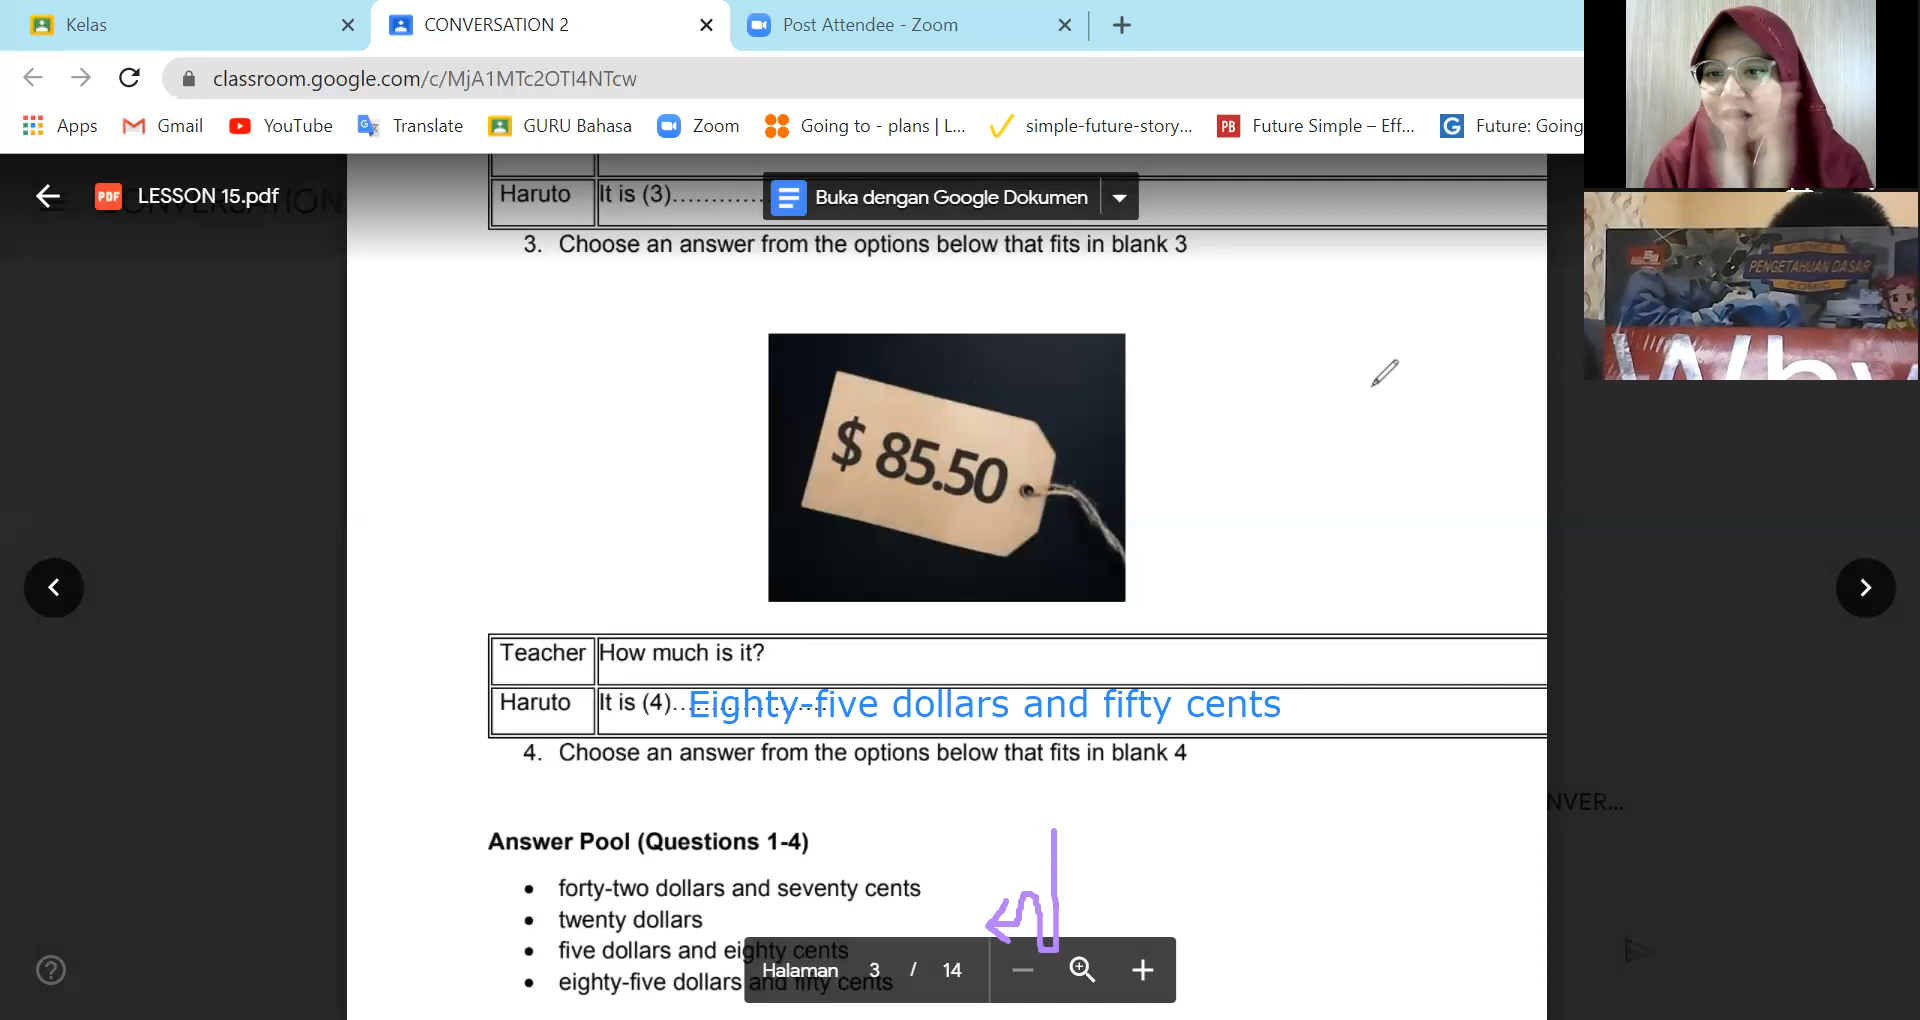 Kelas
CONVERSATION 2
Post Attendee - Zoom
classroom.google.com/c/MjA1MTc2OTI4NTcw
Apps
Gmail
YouTube
Translate
GURU Bahasa
Zoom
Going to - plans | L...
simple-future-story...
PB Future Simple – Eff...
Future: Going
PDF LESSON 15.pdf
Buka dengan Google Dokumen
Haruto It is (3)............
3. Choose an answer from the options below that fits in blank 3
$ 85.50
Teacher How much is it?
Haruto It is (4)..................... Eighty-five dollars and fifty cents
4. Choose an answer from the options below that fits in blank 4
Answer Pool (Questions 1-4)
• forty-two dollars and seventy cents
• twenty dollars
• five dollars and eighty cents
• eighty-five dollars and fifty cents
Halaman 3 / 14
NVER...
SCIENCE
PENGETAHUAN DASAR
COMIC
Why